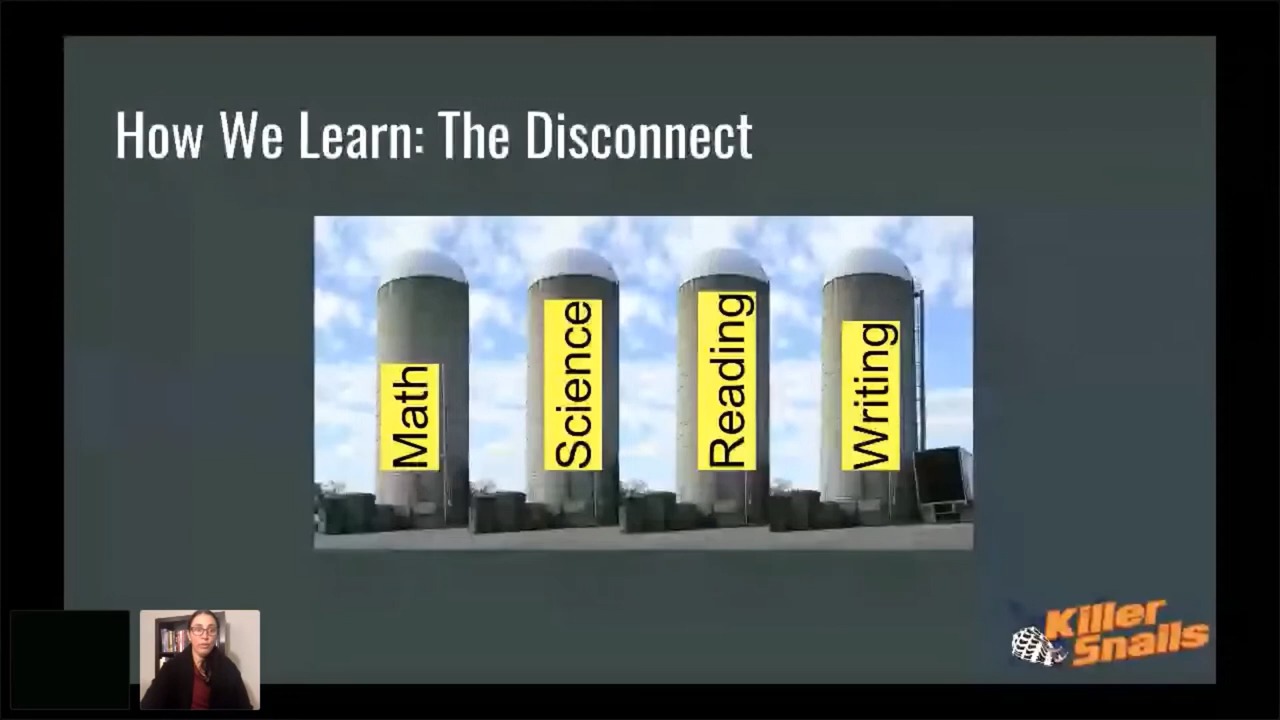 How We Learn: The Disconnect
Math
Science
Reading
Writing
Killer
Snails